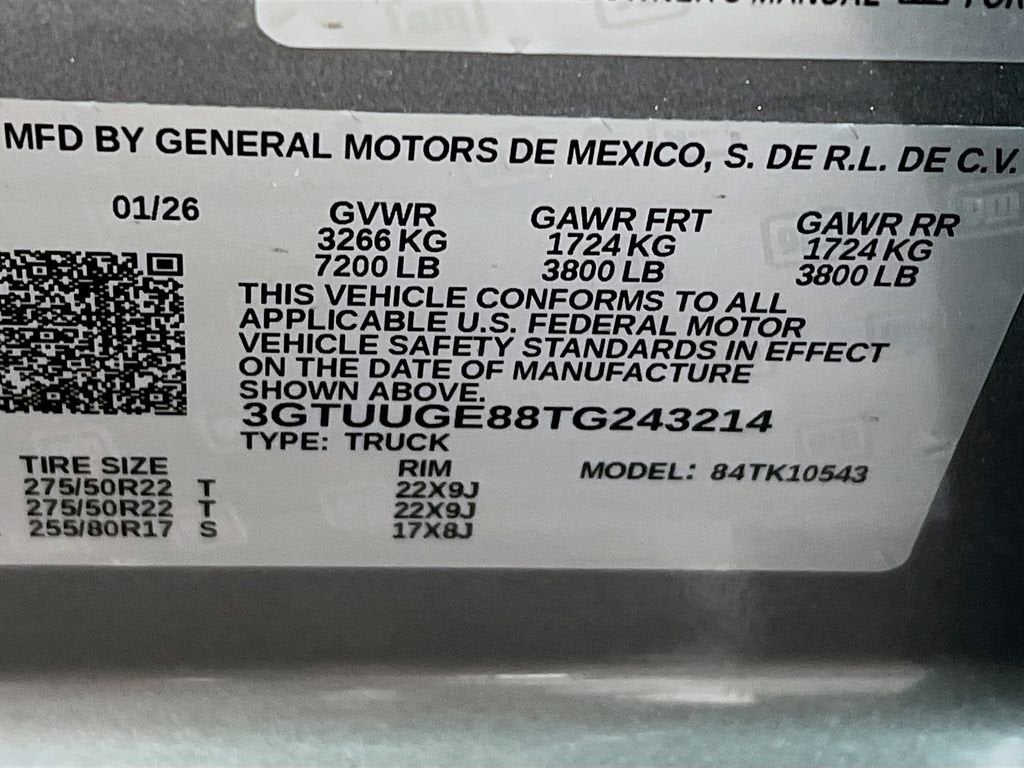 OWNER'S MANUAL
MFD BY GENERAL MOTORS DE MEXICO, S. DE R.L. DE C.V.
01/26 GVWR GAWR FRT GAWR RR
3266 KG 1724 KG 1724 KG
7200 LB 3800 LB 3800 LB
THIS VEHICLE CONFORMS TO ALL
APPLICABLE U.S. FEDERAL MOTOR
VEHICLE SAFETY STANDARDS IN EFFECT
ON THE DATE OF MANUFACTURE
SHOWN ABOVE.
3GTUUGE88TG243214
TYPE: TRUCK
TIRE SIZE RIM MODEL: 84TK10543
275/50R22 T 22X9J
275/50R22 T 22X9J
255/80R17 S 17X8J